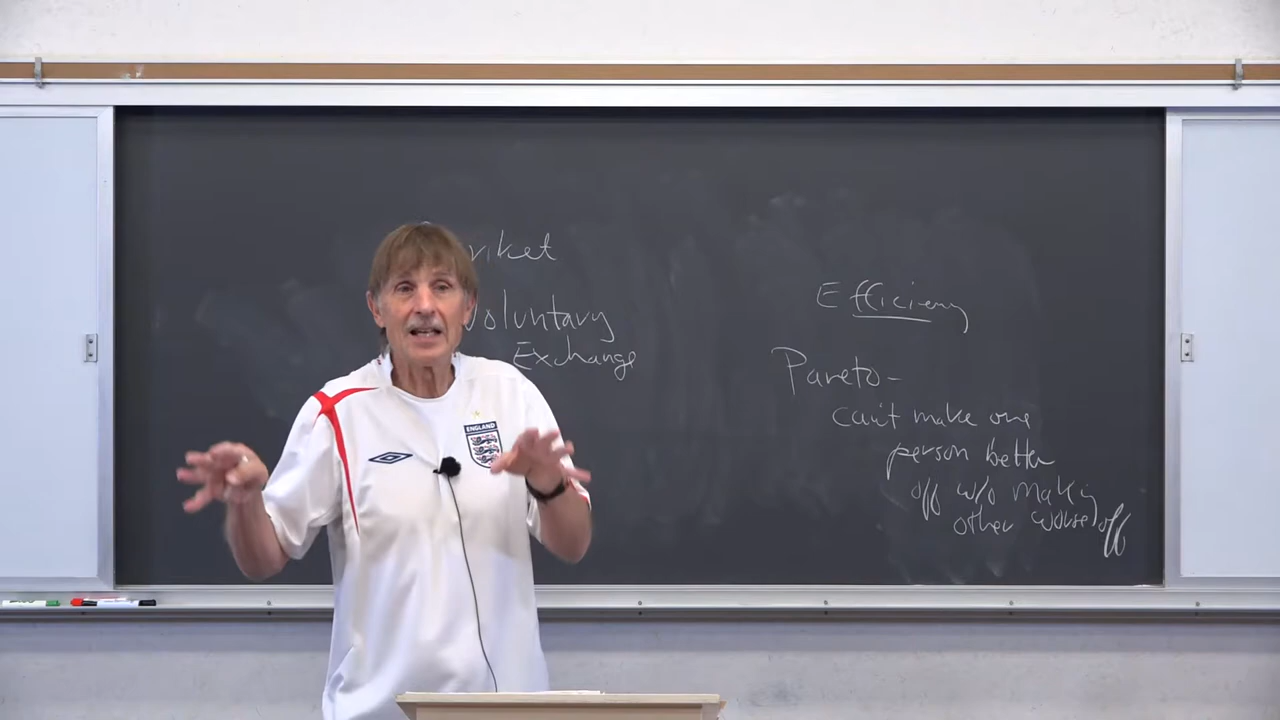 rket
Voluntary
Exchange
Efficiency
Pareto-
can't make one
person better
off w/o making
other worse off
ENGLAND